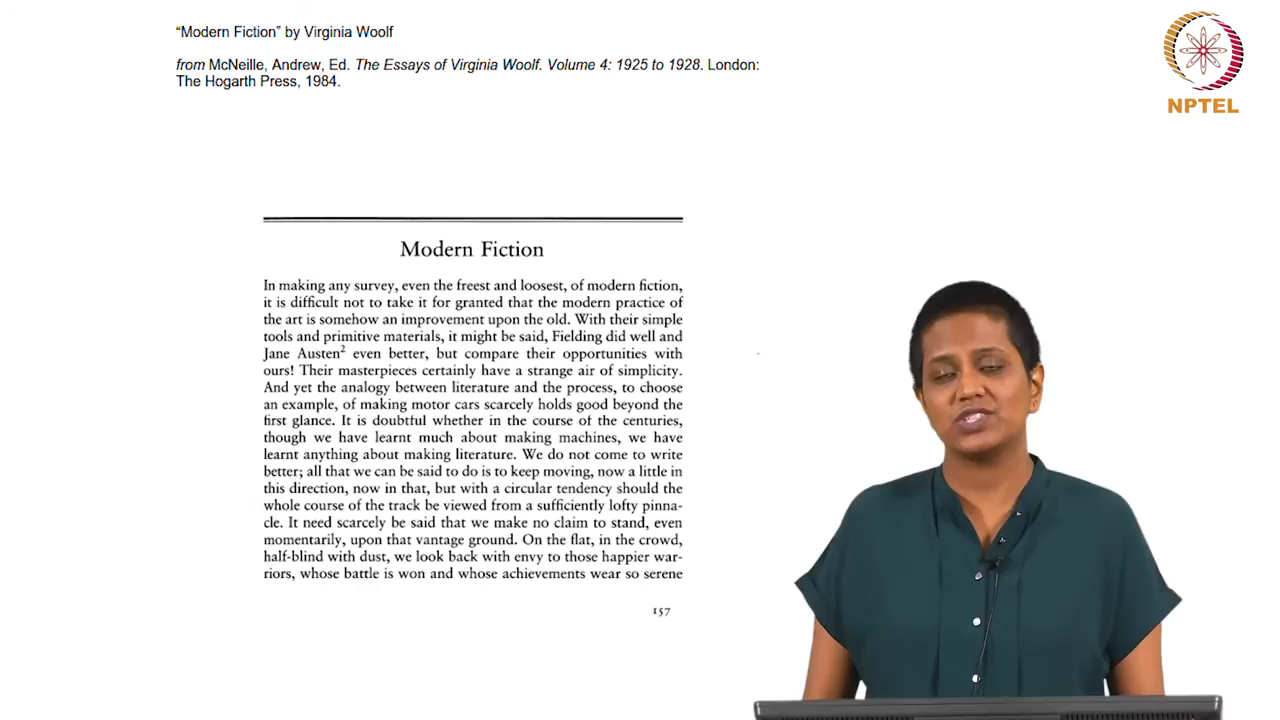 “Modern Fiction” by Virginia Woolf
from McNeille, Andrew, Ed. The Essays of Virginia Woolf. Volume 4: 1925 to 1928. London:
The Hogarth Press, 1984.
NPTEL
Modern Fiction
In making any survey, even the freest and loosest, of modern fiction,
it is difficult not to take it for granted that the modern practice of
the art is somehow an improvement upon the old. With their simple
tools and primitive materials, it might be said, Fielding did well and
Jane Austen² even better, but compare their opportunities with
ours! Their masterpieces certainly have a strange air of simplicity.
And yet the analogy between literature and the process, to choose
an example, of making motor cars scarcely holds good beyond the
first glance. It is doubtful whether in the course of the centuries,
though we have learnt much about making machines, we have
learnt anything about making literature. We do not come to write
better; all that we can be said to do is to keep moving, now a little in
this direction, now in that, but with a circular tendency should the
whole course of the track be viewed from a sufficiently lofty pinna-
cle. It need scarcely be said that we make no claim to stand, even
momentarily, upon that vantage ground. On the flat, in the crowd,
half-blind with dust, we look back with envy to those happier war-
riors, whose battle is won and whose achievements wear so serene
157